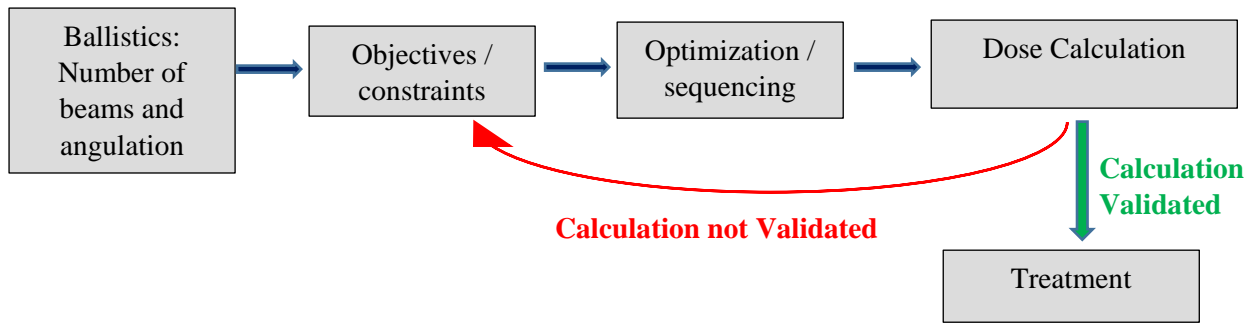 Ballistics:
Number of
beams and
angulation
Objectives /
constraints
Optimization /
sequencing
Dose Calculation
Calculation
Validated
Calculation not Validated
Treatment